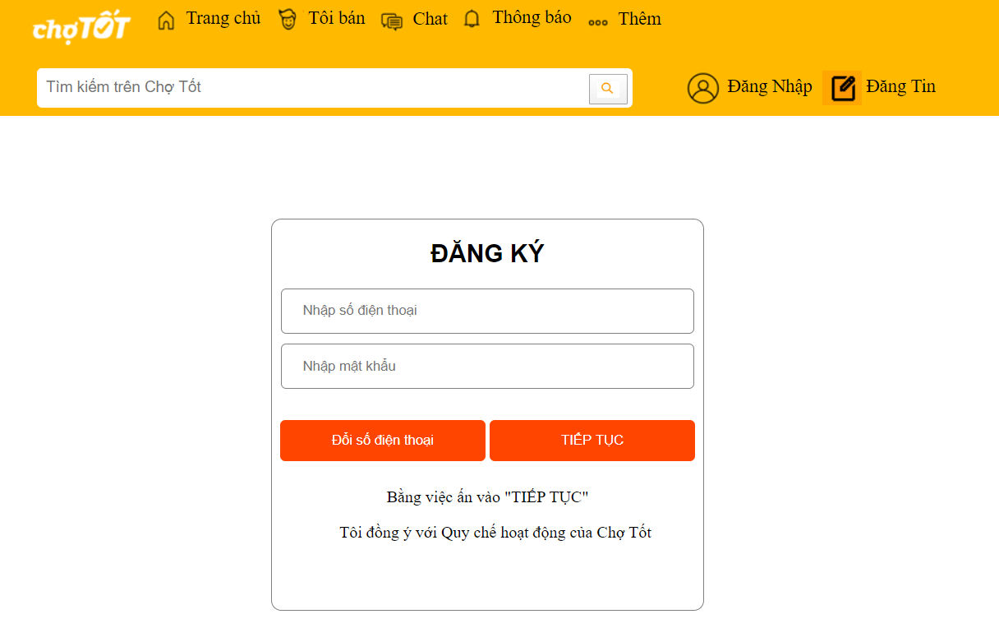 chợTỐT Trang chủ Tôi bán Chat Thông báo Thêm
Tìm kiếm trên Chợ Tốt Đăng Nhập Đăng Tin
ĐĂNG KÝ
Nhập số điện thoại
Nhập mật khẩu
Đổi số điện thoại TIẾP TỤC
Bằng việc ấn vào "TIẾP TỤC"
Tôi đồng ý với Quy chế hoạt động của Chợ Tốt